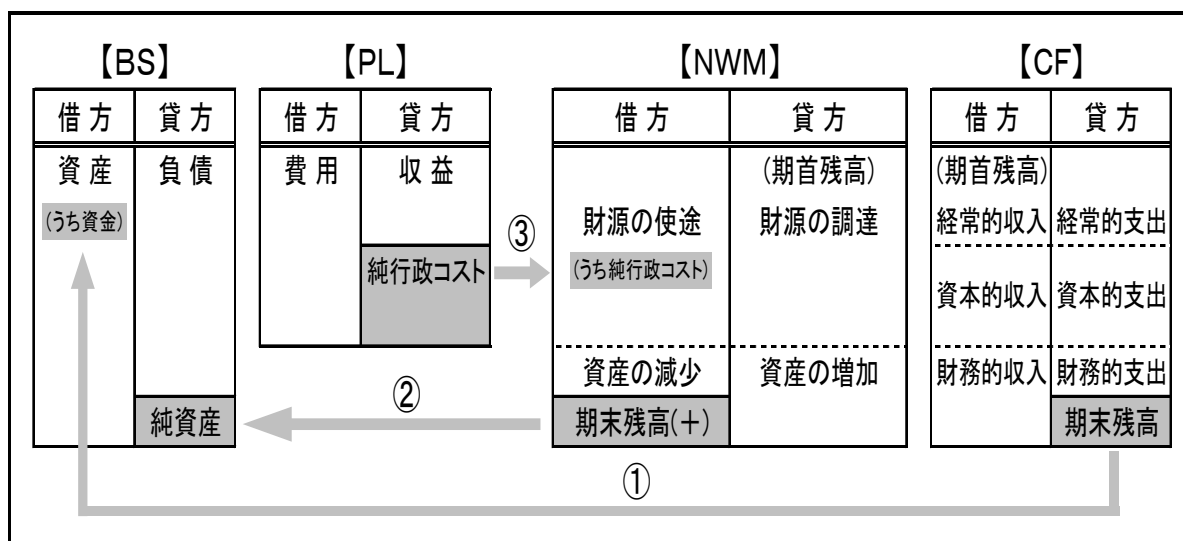 【BS】
借方 貸方
資産 負債
(うち資金)
純資産
【PL】
借方 貸方
費用 収益
純行政コスト
③
②
【NWM】
借方 貸方
(期首残高)
財源の使途 財源の調達
(うち純行政コスト)
資産の減少 資産の増加
期末残高(＋)
【CF】
借方 貸方
(期首残高)
経常的収入 経常的支出
資本的収入 資本的支出
財務的収入 財務的支出
期末残高
①